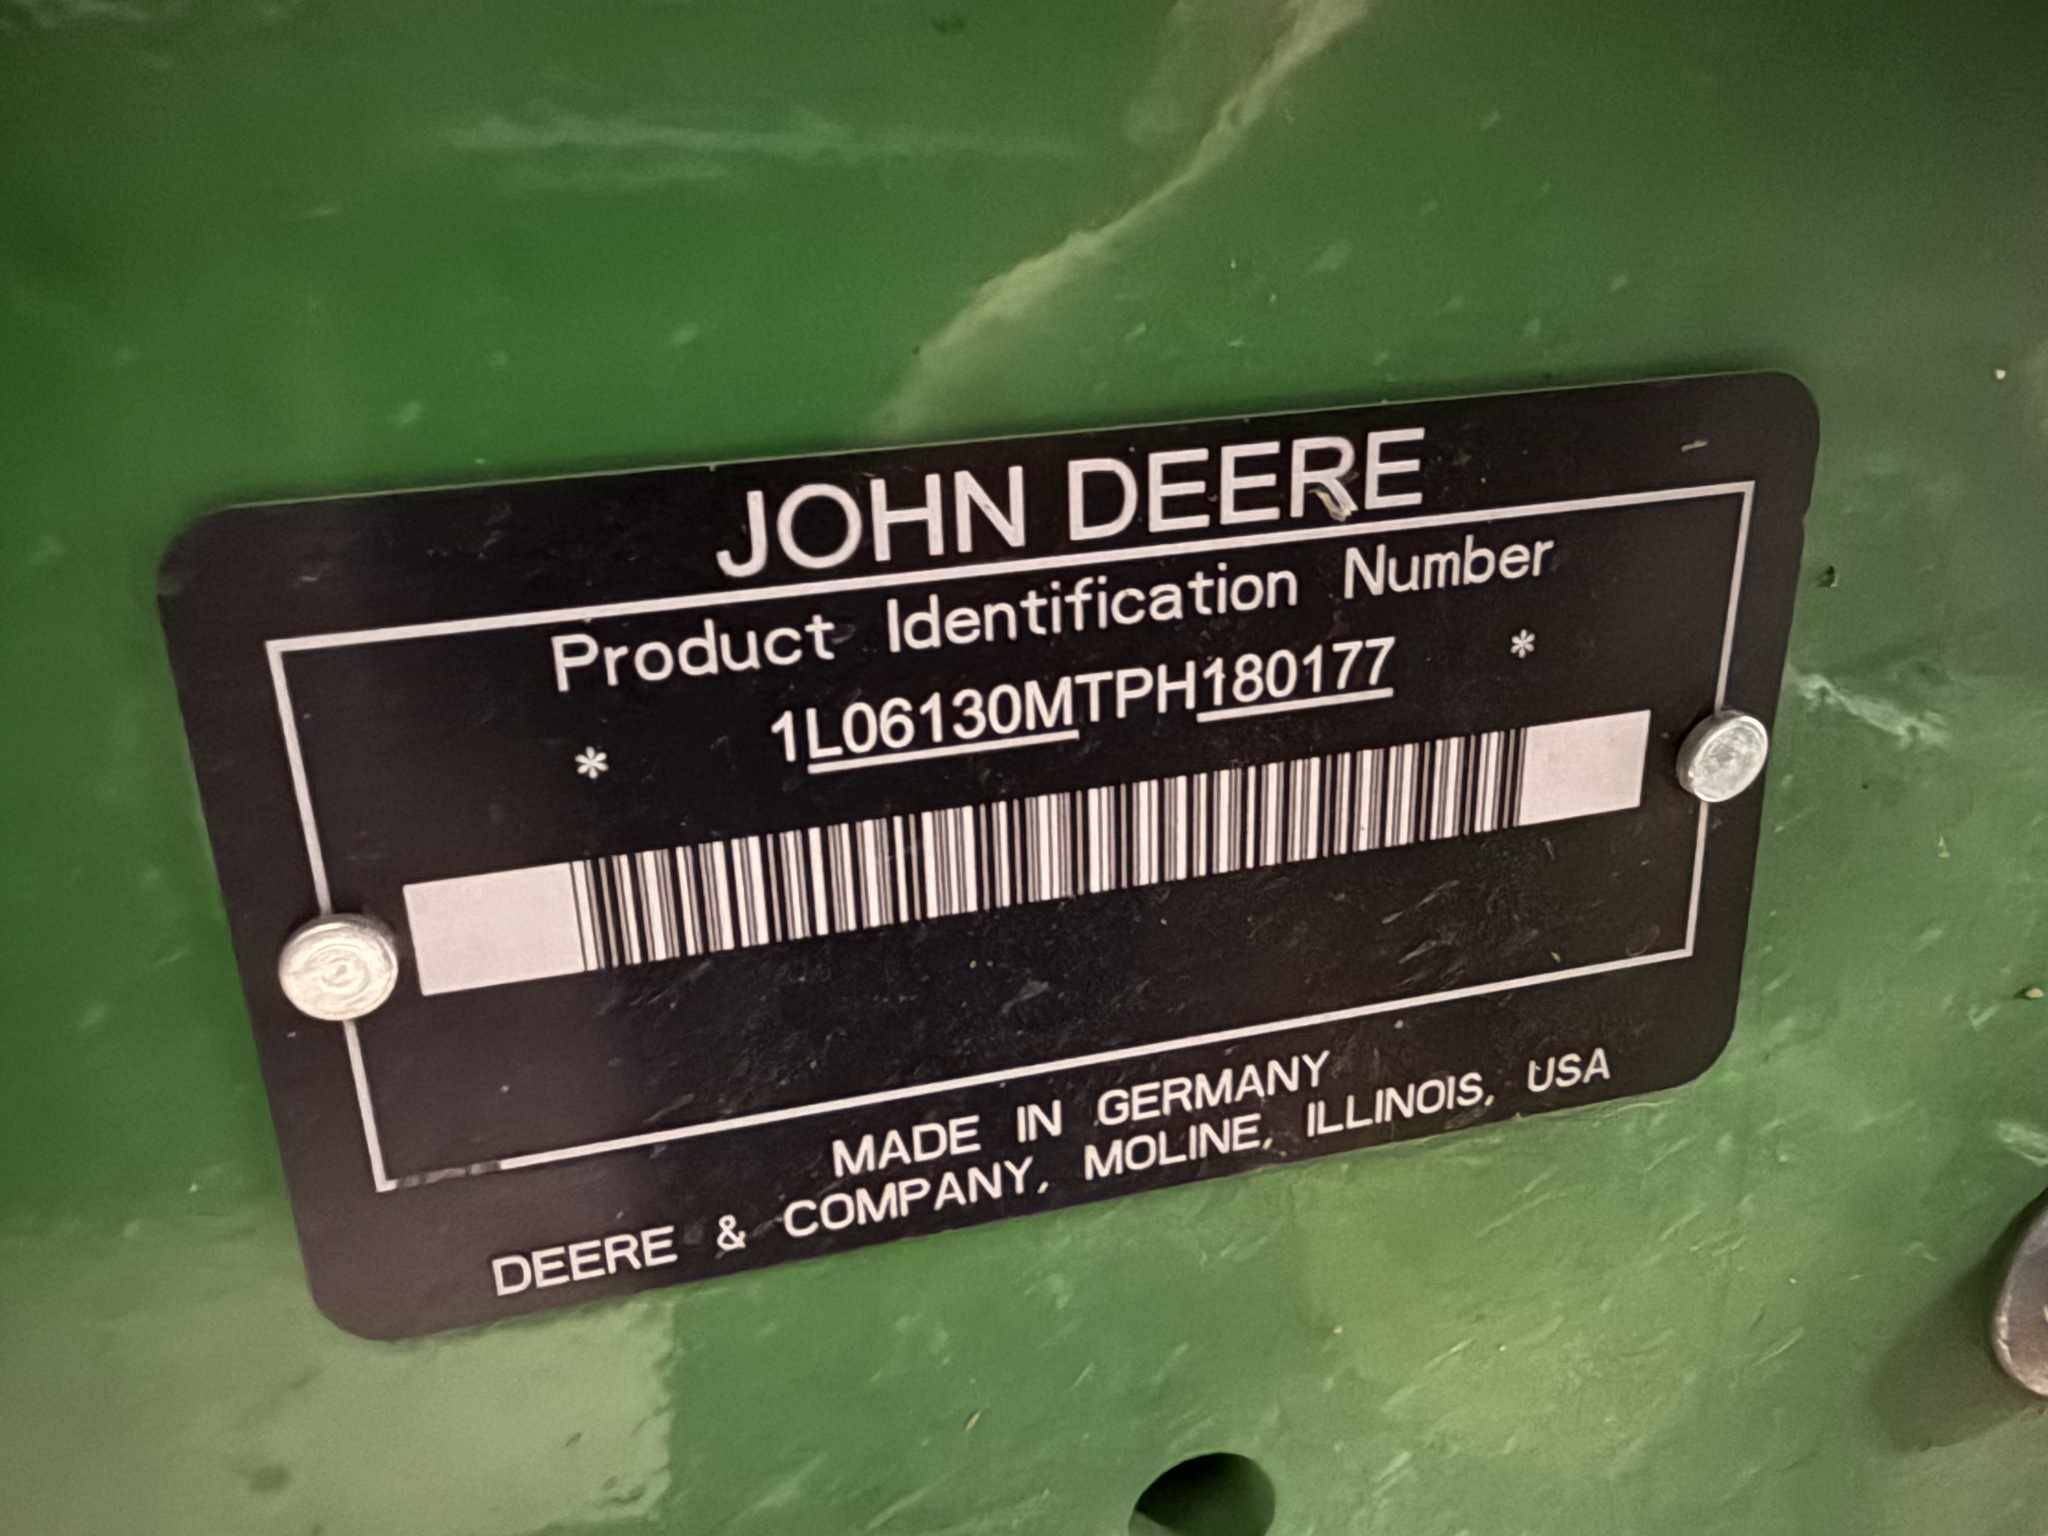 JOHN DEERE
Product Identification Number
* 1L06130MTPH180177 *
MADE IN GERMANY
DEERE & COMPANY, MOLINE, ILLINOIS, USA